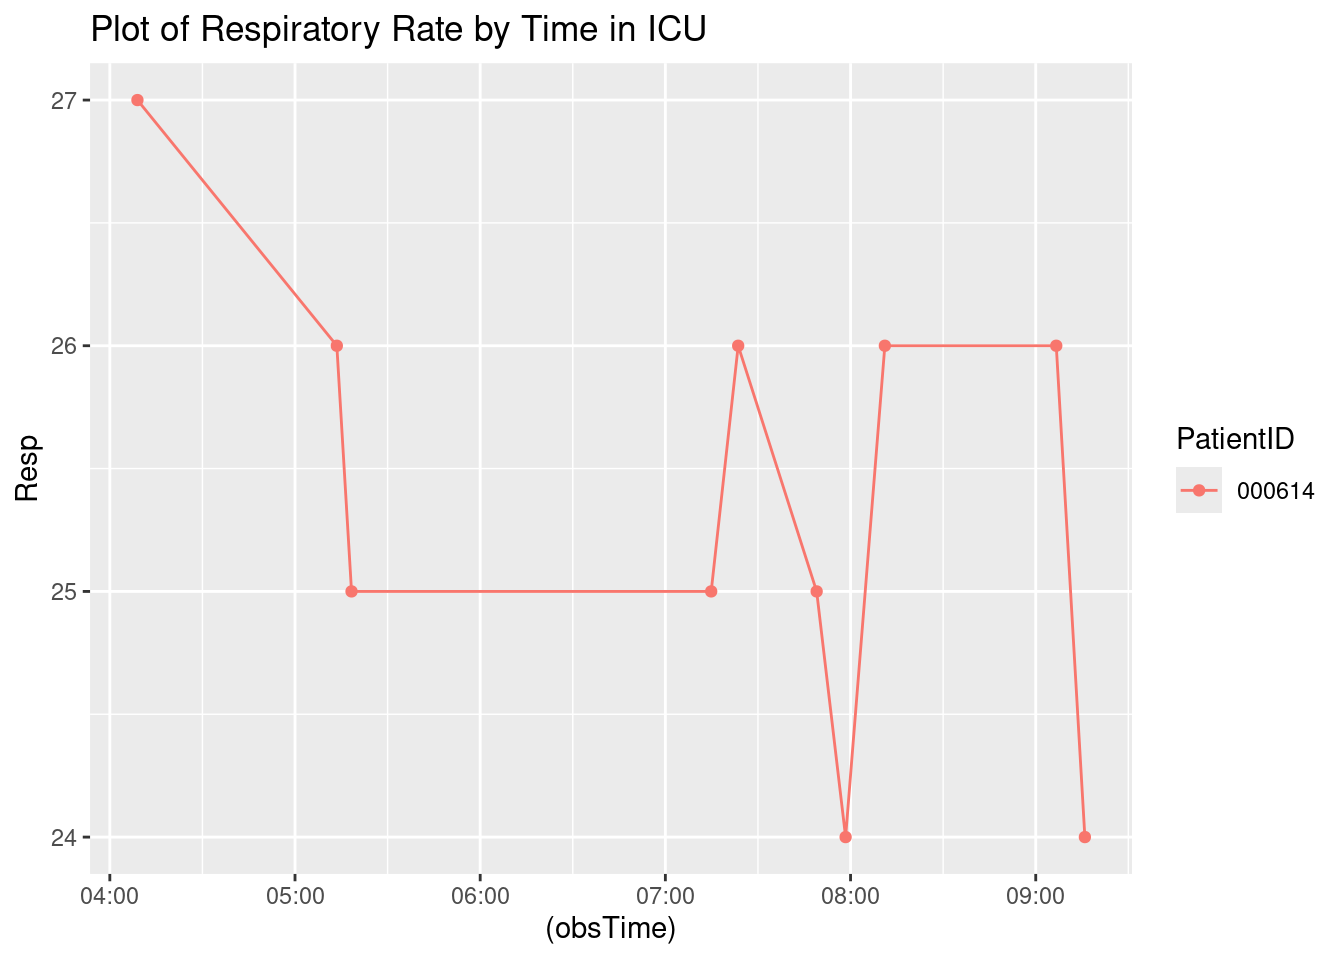 Plot of Respiratory Rate by Time in ICU
27
26
25
24
Resp
04:00 05:00 06:00 07:00 08:00 09:00
(obsTime)
PatientID
000614